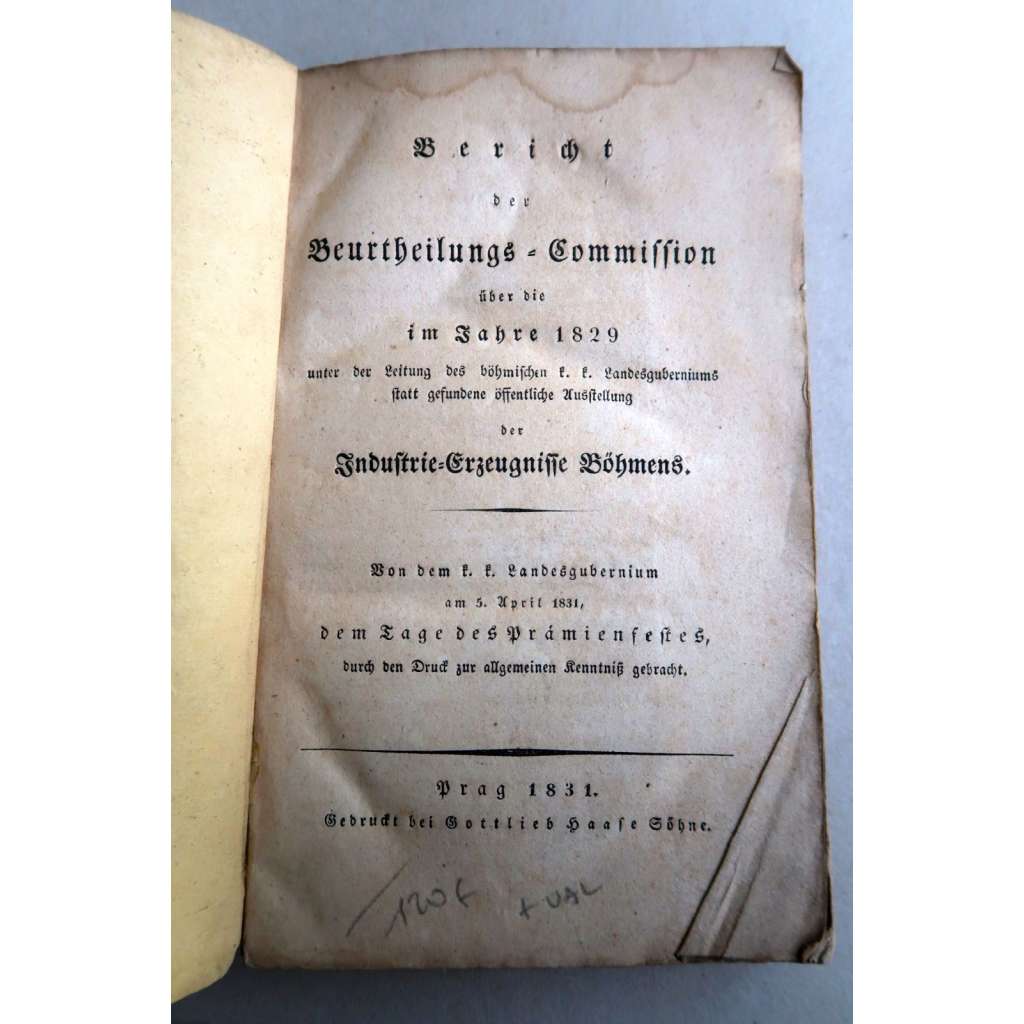 Bericht
der
Beurtheilungs-Commission
über die
im Jahre 1829
unter der Leitung des böhmischen k. k. Landesguberniums
statt gefundene öffentliche Ausstellung
der
Industrie-Erzeugnisse Böhmens.
Von dem k. k. Landesgubernium
am 5. April 1831,
dem Tage des Prämienfestes,
durch den Druck zur allgemeinen Kenntniß gebracht.
Prag 1831.
Gedruckt bei Gottlieb Haase Söhne.